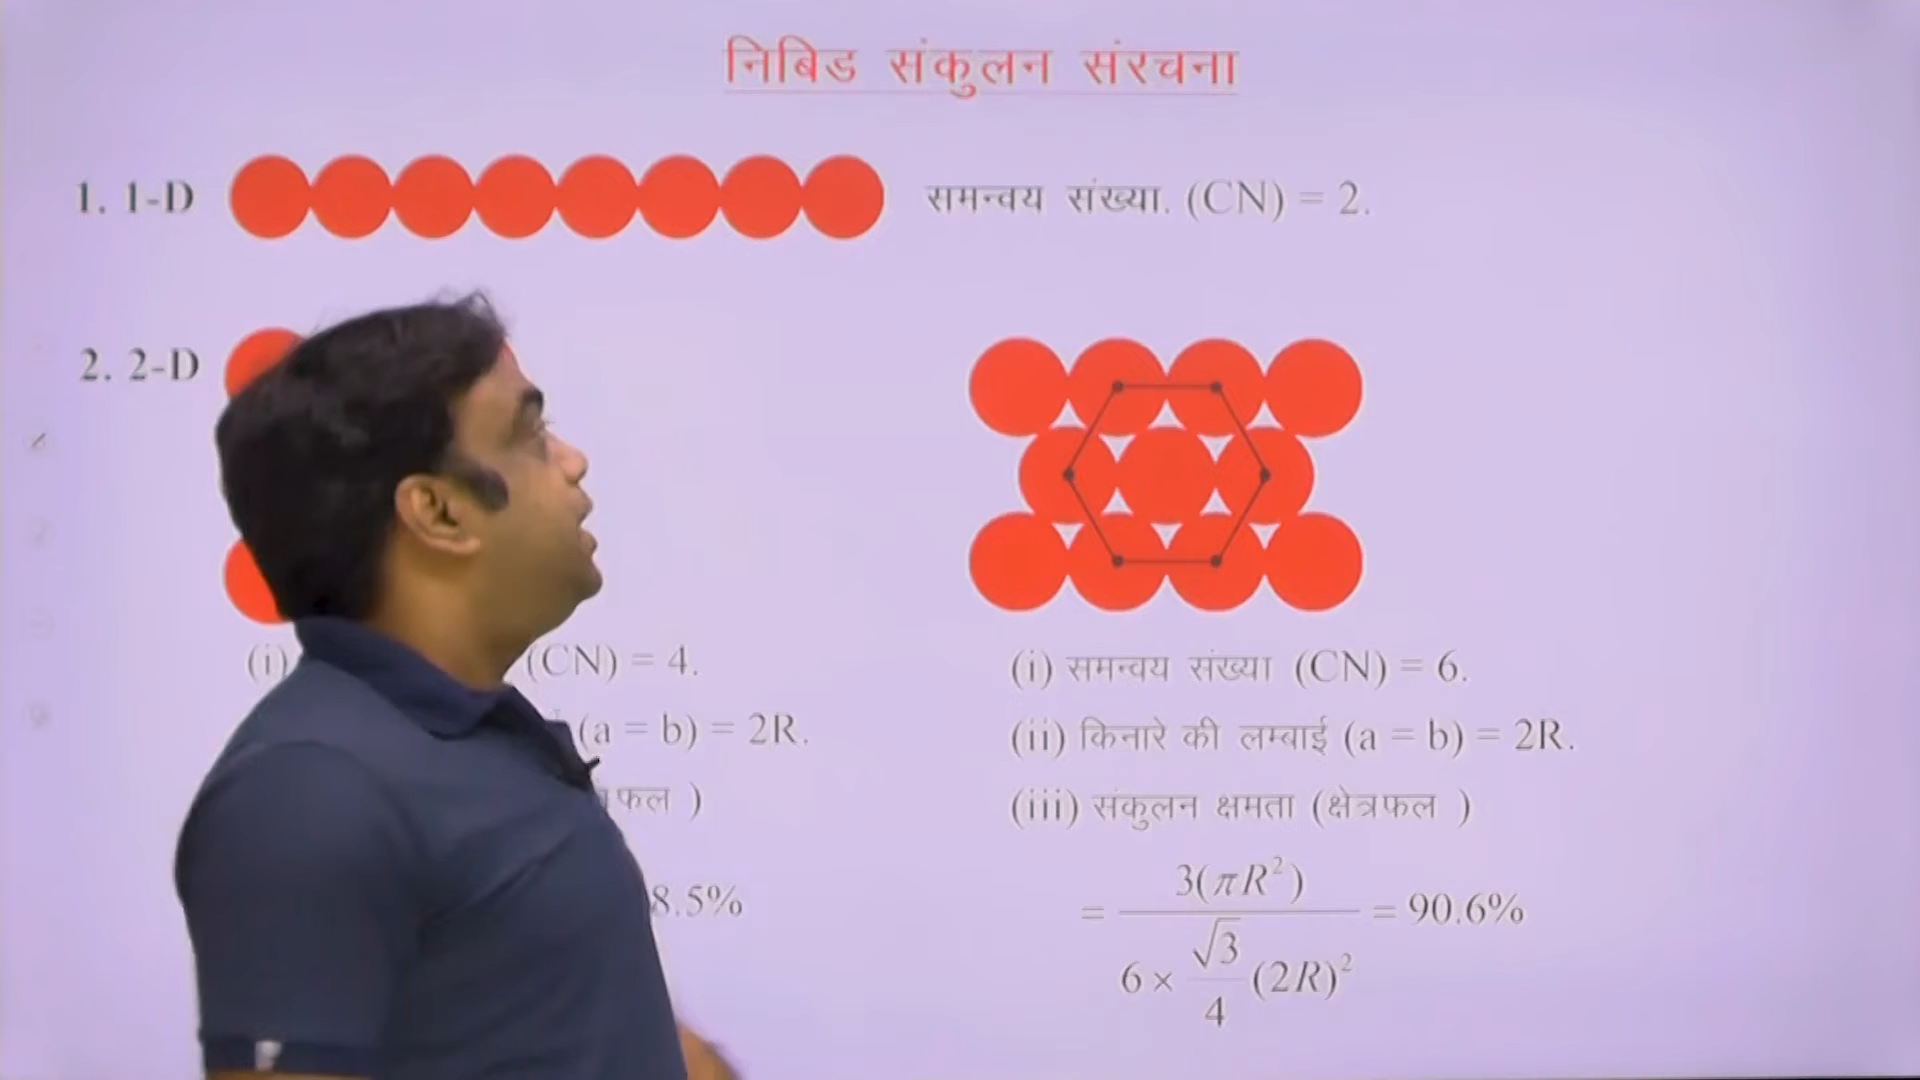 निबिड संकुलन संरचना
1. 1-D
समन्वय संख्या. (CN) = 2.
2. 2-D
(i) (CN) = 4.
(a = b) = 2R.
फल )
8.5%
(i) समन्वय संख्या (CN) = 6.
(ii) किनारे की लम्बाई (a = b) = 2R.
(iii) संकुलन क्षमता (क्षेत्रफल )
= 3(πR²) / 6 × √3/4 (2R)² = 90.6%